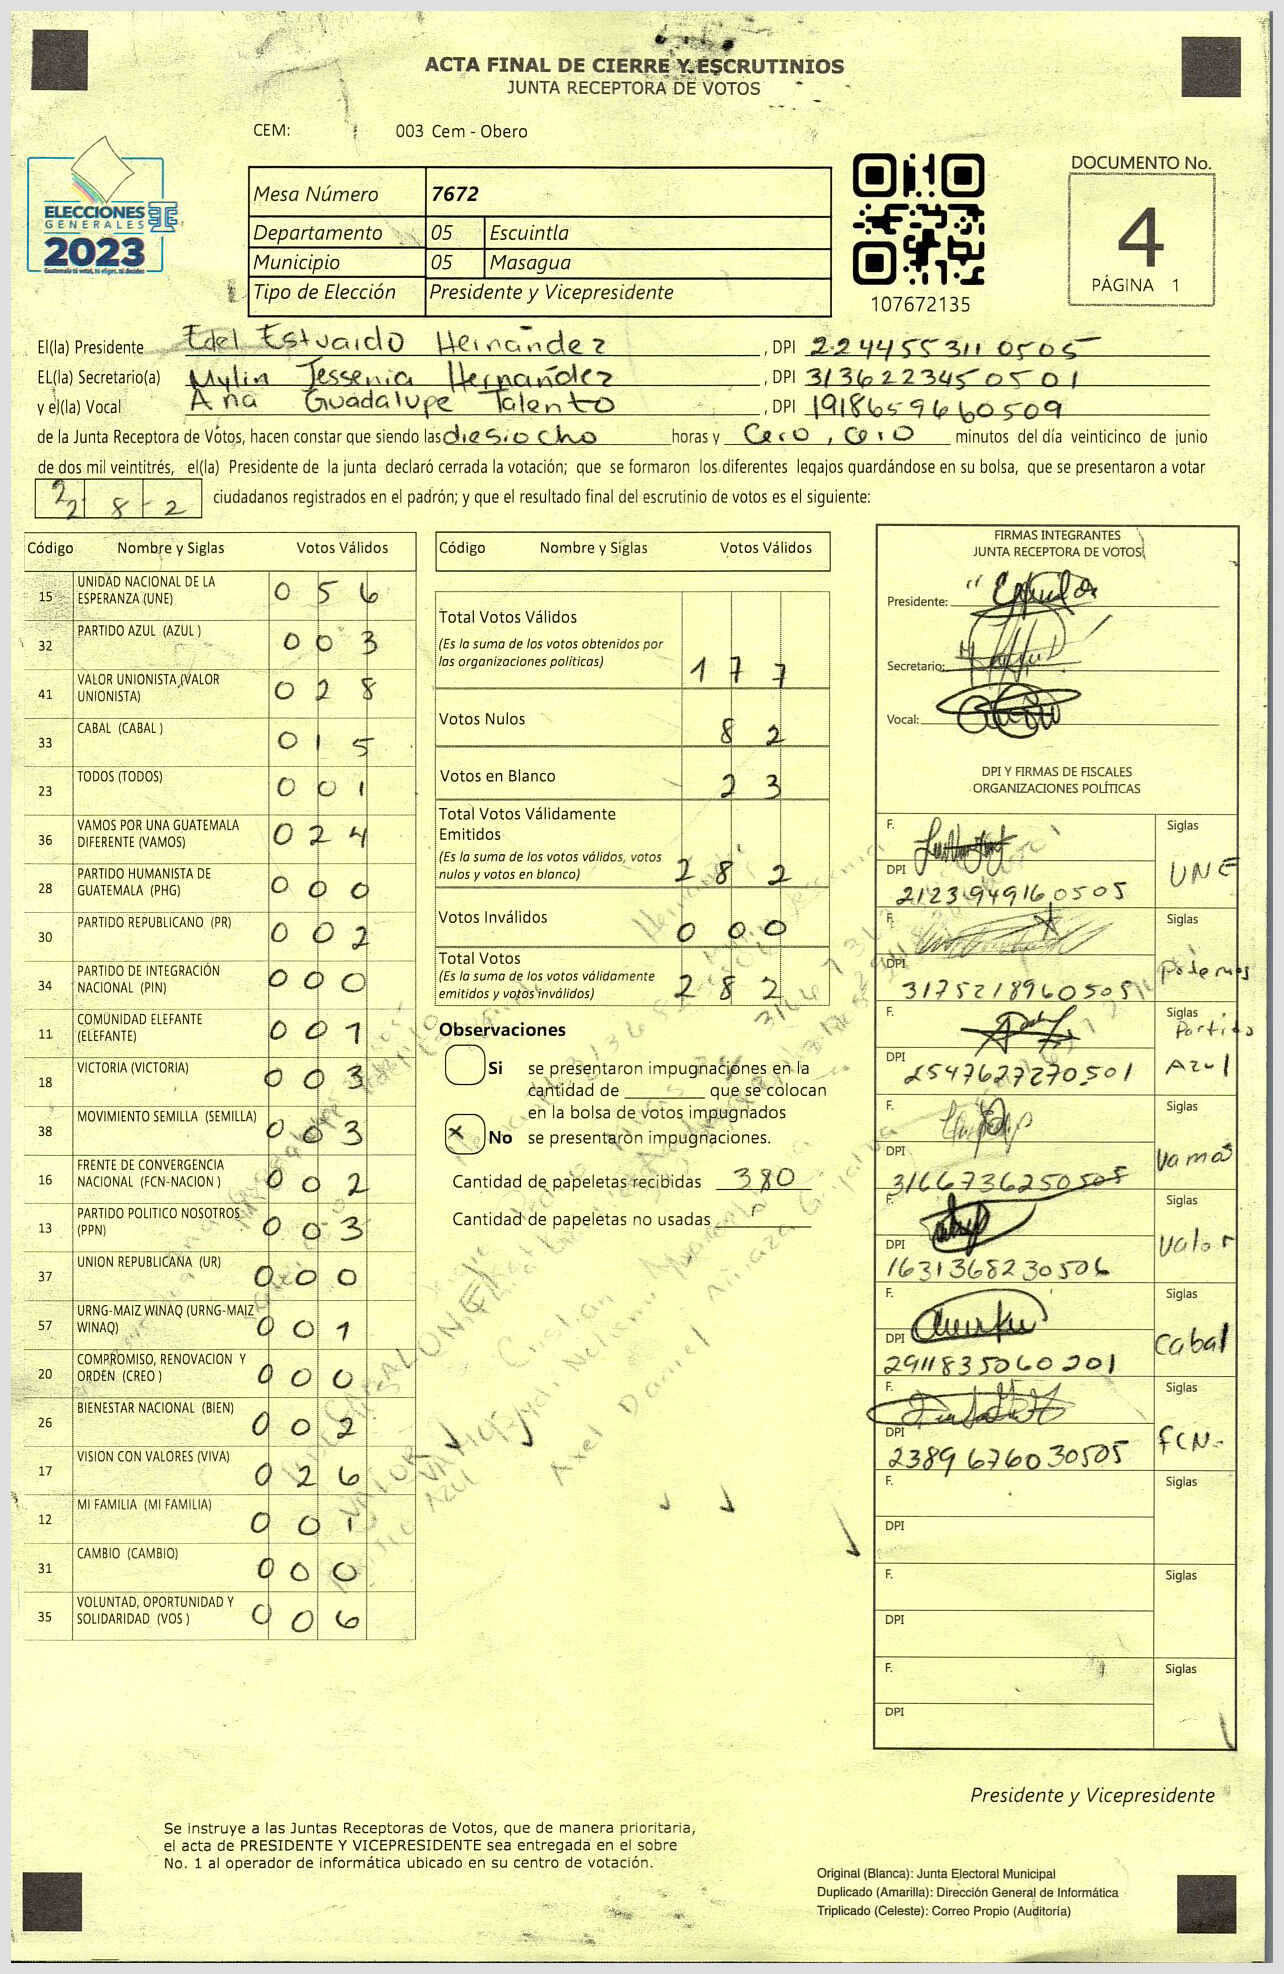 ACTA FINAL DE CIERRE Y ESCRUTINIOS
JUNTA RECEPTORA DE VOTOS
CEM: 003 Cem - Obero
ELECCIONES
GENERALES
2023
Guatemala tú votas, tú eliges, tú decides
Mesa Número 7672
Departamento 05 Escuintla
Municipio 05 Masagua
Tipo de Elección Presidente y Vicepresidente
107672135
DOCUMENTO No.
4
PÁGINA 1
El(la) Presidente Edel Estuardo Hernández, DPI 2244553110505
EL(la) Secretario(a) Mylin Jessenia Hernandez, DPI 3136223450501
y el(la) Vocal Ana Guadalupe Talento, DPI 1918659660509
de la Junta Receptora de Votos, hacen constar que siendo las diesiocho horas y Cero, cero minutos del día veinticinco de junio
de dos mil veintitrés, el(la) Presidente de la junta declaró cerrada la votación; que se formaron los diferentes legajos guardándose en su bolsa, que se presentaron a votar
2 8 2 ciudadanos registrados en el padrón; y que el resultado final del escrutinio de votos es el siguiente:
Código Nombre y Siglas Votos Válidos
15 UNIDAD NACIONAL DE LA ESPERANZA (UNE) 0 5 6
32 PARTIDO AZUL (AZUL ) 0 0 3
41 VALOR UNIONISTA (VALOR UNIONISTA) 0 2 8
33 CABAL (CABAL ) 0 1 5
23 TODOS (TODOS) 0 0 1
36 VAMOS POR UNA GUATEMALA DIFERENTE (VAMOS) 0 2 4
28 PARTIDO HUMANISTA DE GUATEMALA (PHG) 0 0 0
30 PARTIDO REPUBLICANO (PR) 0 0 2
34 PARTIDO DE INTEGRACIÓN NACIONAL (PIN) 0 0 0
11 COMUNIDAD ELEFANTE (ELEFANTE) 0 0 1
18 VICTORIA (VICTORIA) 0 0 3
38 MOVIMIENTO SEMILLA (SEMILLA) 0 0 3
16 FRENTE DE CONVERGENCIA NACIONAL (FCN-NACION ) 0 0 2
13 PARTIDO POLITICO NOSOTROS (PPN) 0 0 3
37 UNION REPUBLICANA (UR) 0 0 0
57 URNG-MAIZ WINAQ (URNG-MAIZ WINAQ) 0 0 1
20 COMPROMISO, RENOVACION Y ORDEN (CREO ) 0 0 0
26 BIENESTAR NACIONAL (BIEN) 0 0 2
17 VISION CON VALORES (VIVA) 0 2 6
12 MI FAMILIA (MI FAMILIA) 0 0 1
31 CAMBIO (CAMBIO) 0 0 0
35 VOLUNTAD, OPORTUNIDAD Y SOLIDARIDAD (VOS ) 0 0 6
Código Nombre y Siglas Votos Válidos
Total Votos Válidos
(Es la suma de los votos obtenidos por
las organizaciones políticas) 1 7 7
Votos Nulos 8 2
Votos en Blanco 2 3
Total Votos Válidamente
Emitidos
(Es la suma de los votos válidos, votos
nulos y votos en blanco) 2 8 2
Votos Inválidos 0 0 0
Total Votos
(Es la suma de los votos válidamente
emitidos y votos inválidos) 2 8 2
Observaciones
Si se presentaron impugnaciones en la
cantidad de ________ que se colocan
en la bolsa de votos impugnados
x No se presentaron impugnaciones.
Cantidad de papeletas recibidas 380
Cantidad de papeletas no usadas
Cristian
Axel Daniel
FIRMAS INTEGRANTES
JUNTA RECEPTORA DE VOTOS
Presidente:
Secretario:
Vocal:
DPI Y FIRMAS DE FISCALES
ORGANIZACIONES POLÍTICAS
F. Siglas
DPI 2123949160505 UNE
F. Siglas
DPI 3175218960505 Podemos
F. Siglas
DPI 2547627270501 Partido Azul
F. Siglas
DPI 3166736250505 Vamos
F. Siglas
DPI 1631368230506 Valor
F. Siglas
DPI 2911835060201 Cabal
F. Siglas
DPI 2389676030505 FCN.
F. Siglas
DPI
F. Siglas
DPI
F. Siglas
DPI
Presidente y Vicepresidente
Se instruye a las Juntas Receptoras de Votos, que de manera prioritaria,
el acta de PRESIDENTE Y VICEPRESIDENTE sea entregada en el sobre
No. 1 al operador de informática ubicado en su centro de votación.
Original (Blanca): Junta Electoral Municipal
Duplicado (Amarilla): Dirección General de Informática
Triplicado (Celeste): Correo Propio (Auditoría)